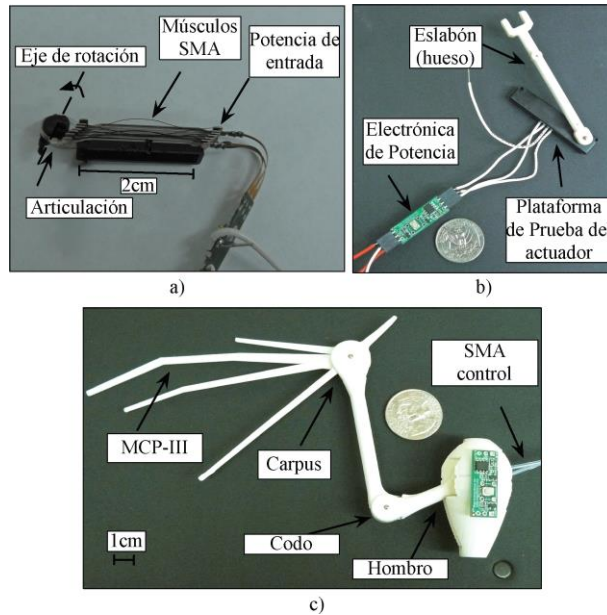 Músculos
SMA
Potencia de
entrada
Eje de rotación
2cm
Articulación
a)
Eslabón
(hueso)
Electrónica
de Potencia
Plataforma
de Prueba de
actuador
b)
SMA
control
MCP-III
Carpus
1cm
Codo
Hombro
c)